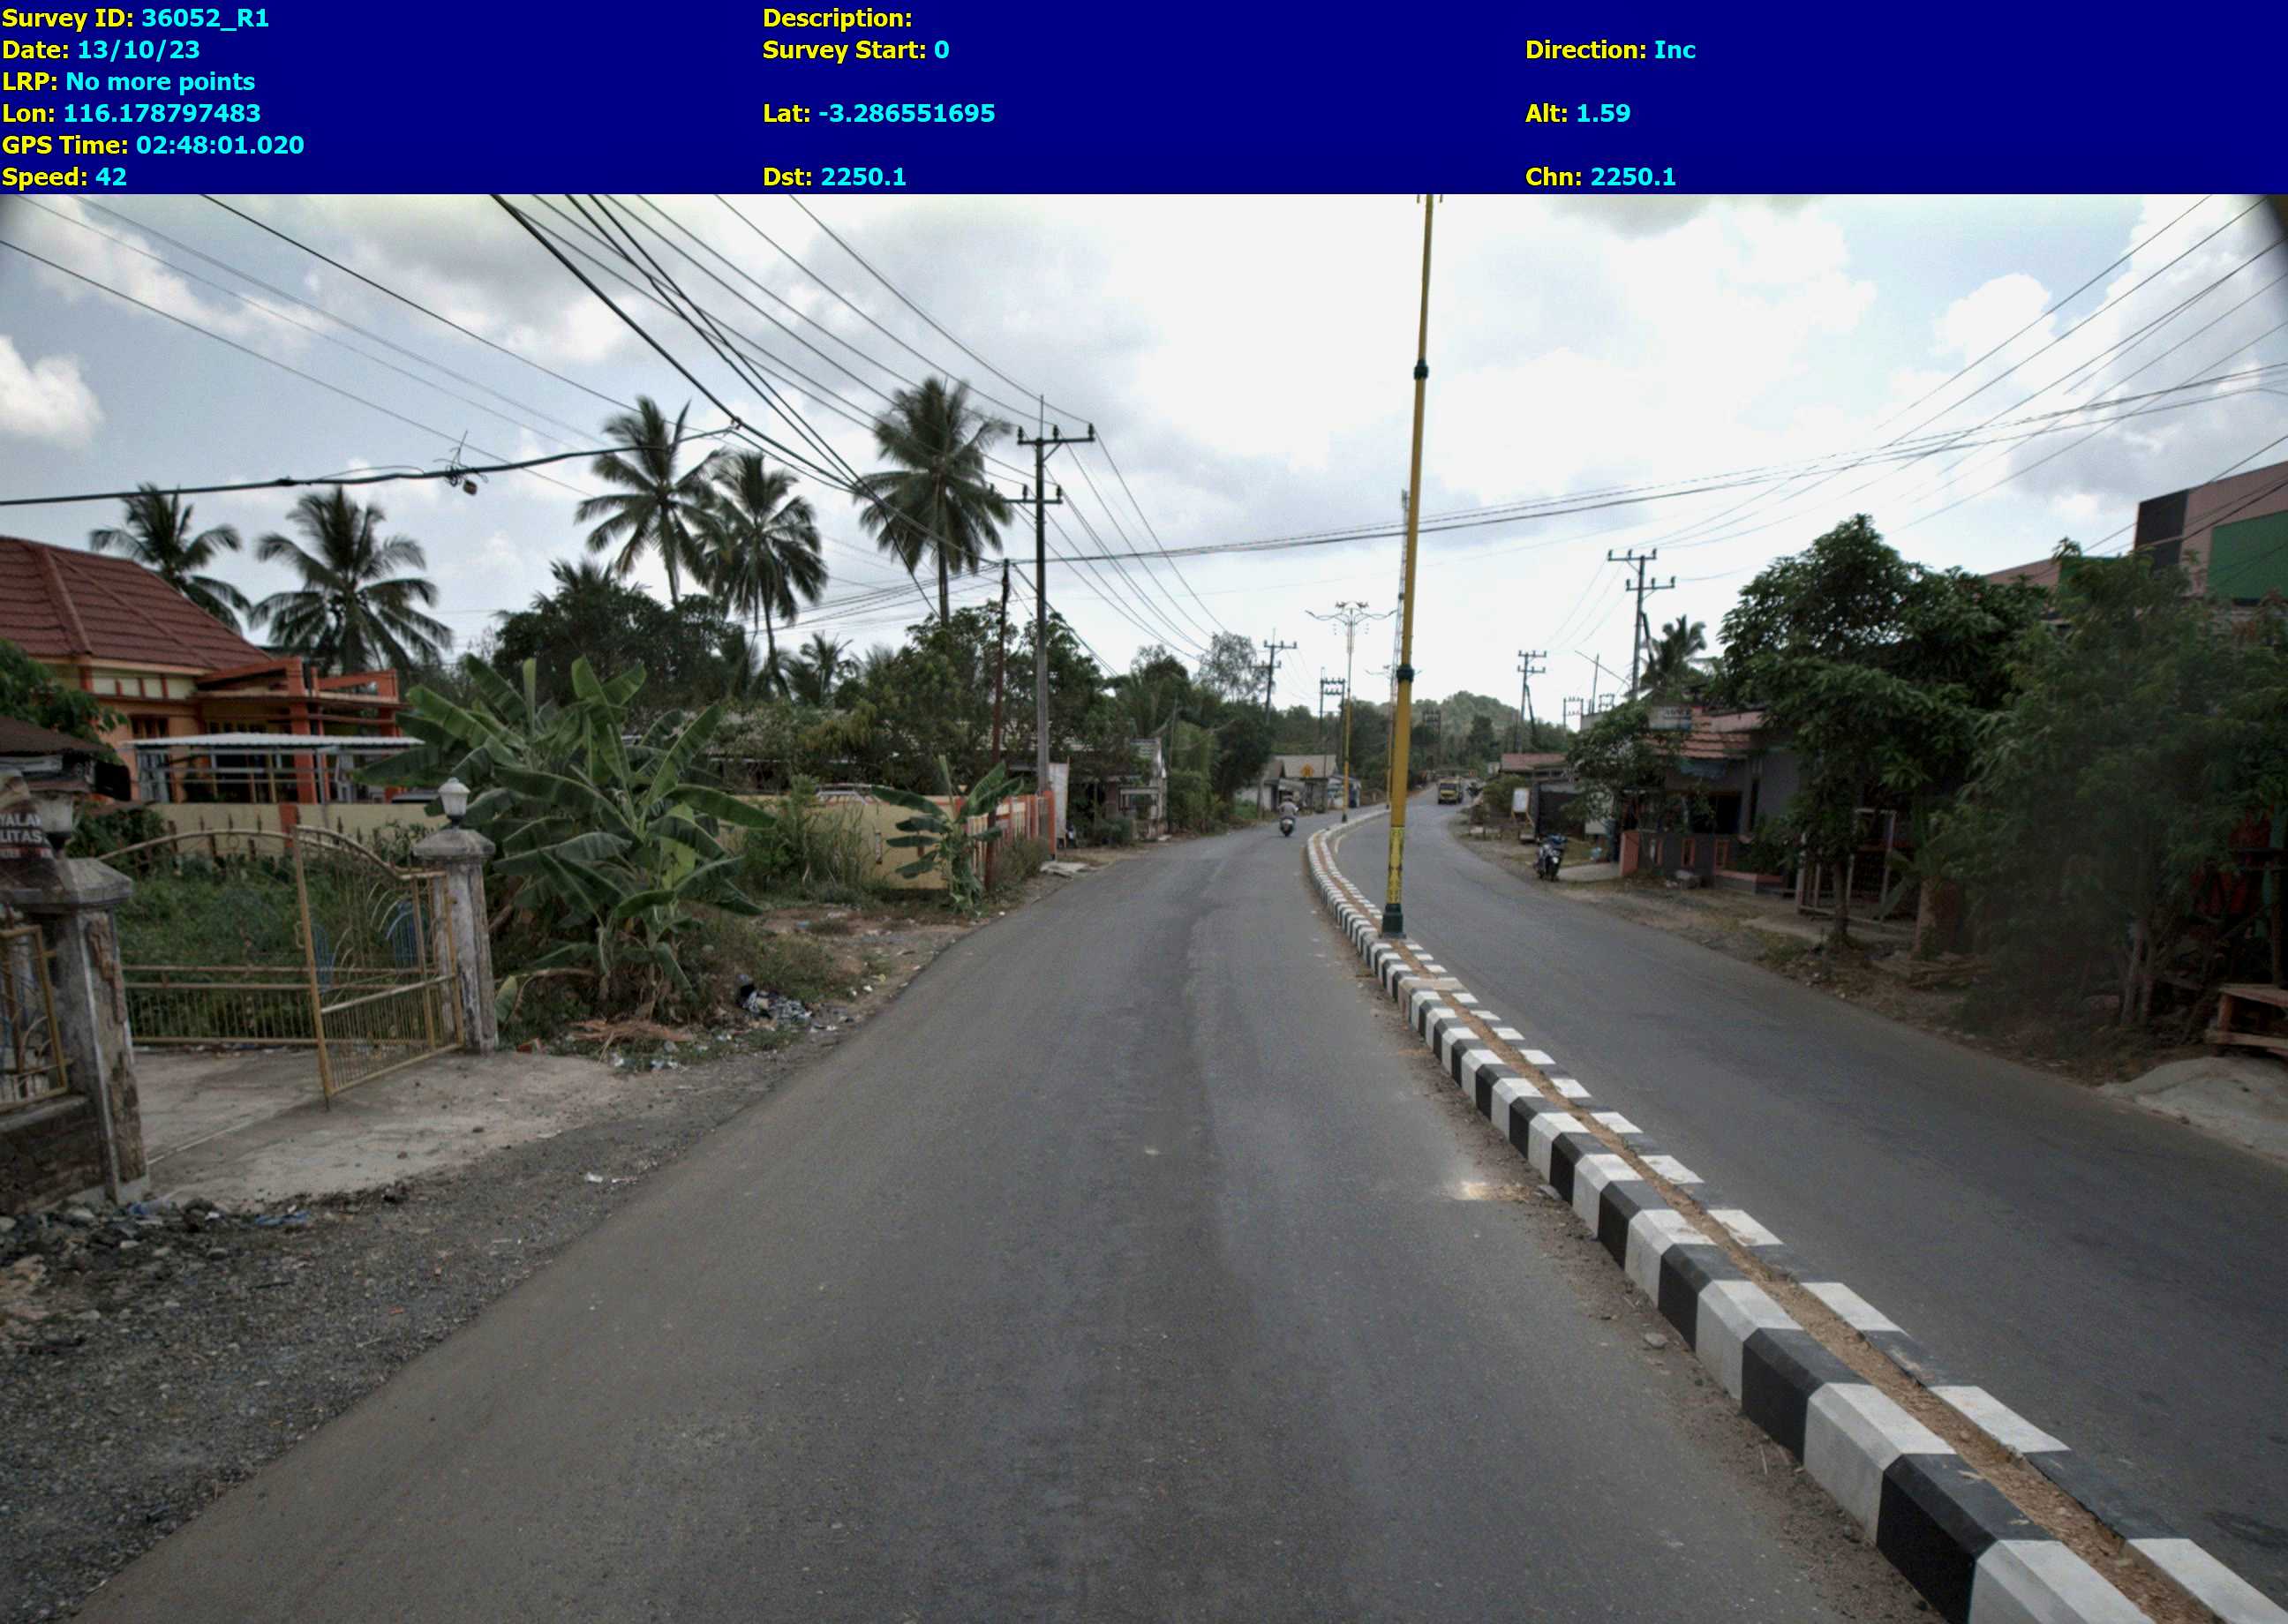 Survey ID: 36052_R1
Description:
Date: 13/10/23
Survey Start: 0
Direction: Inc
LRP: No more points
Lon: 116.178797483
Lat: -3.286551695
Alt: 1.59
GPS Time: 02:48:01.020
Speed: 42
Dst: 2250.1
Chn: 2250.1